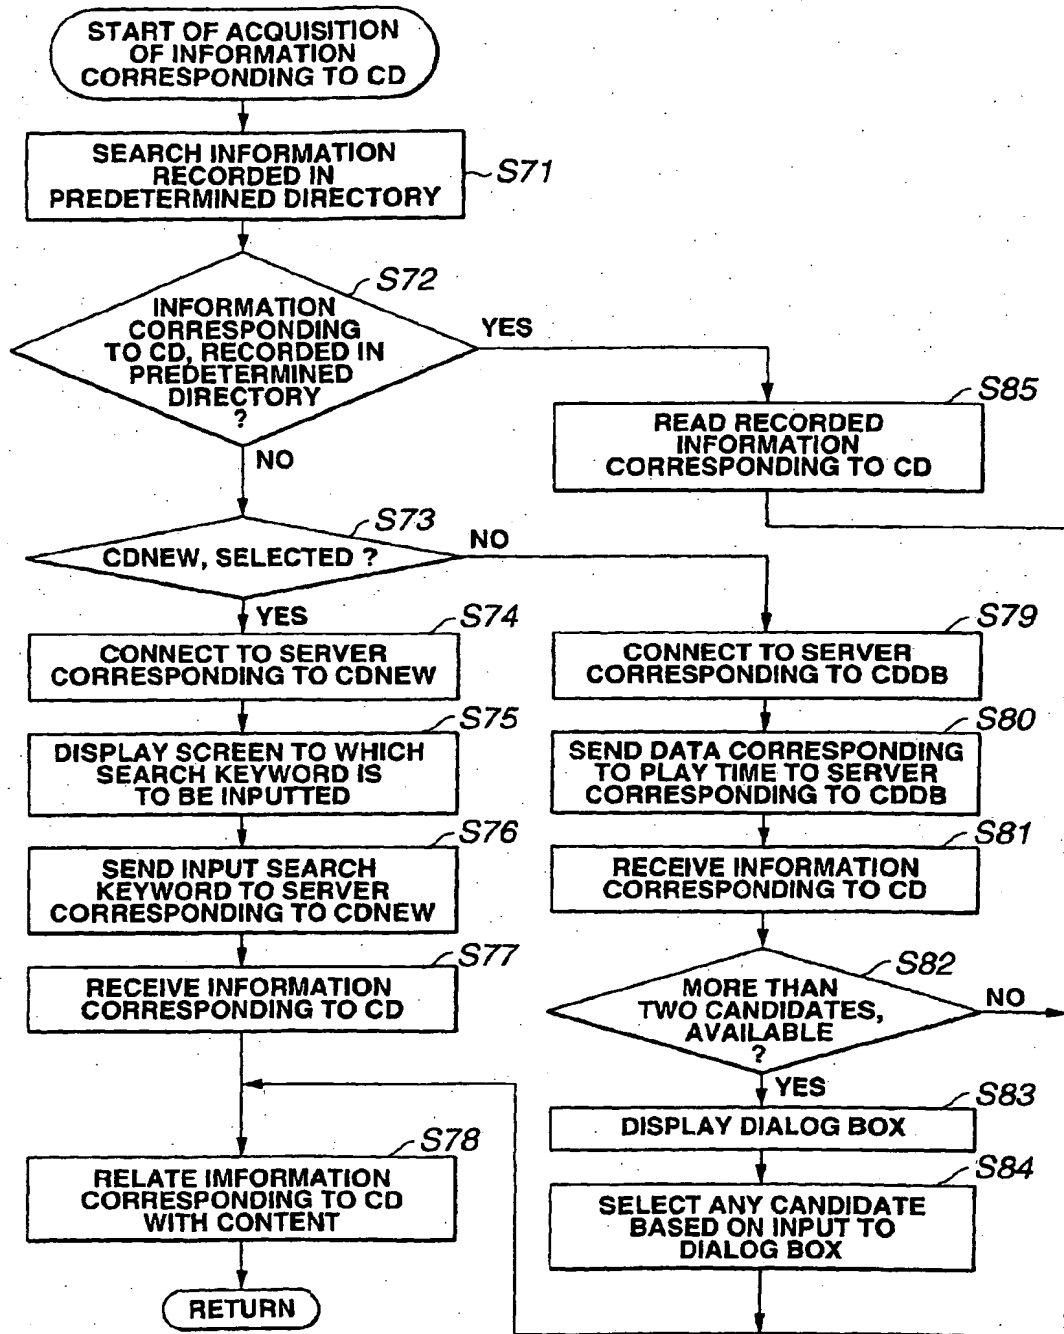 START OF ACQUISITION
OF INFORMATION
CORRESPONDING TO CD
SEARCH INFORMATION
RECORDED IN
PREDETERMINED DIRECTORY
S71
S72
INFORMATION
CORRESPONDING
TO CD, RECORDED IN
PREDETERMINED
DIRECTORY
?
YES
NO
S85
READ RECORDED
INFORMATION
CORRESPONDING TO CD
S73
CDNEW, SELECTED ?
NO
YES
S74
CONNECT TO SERVER
CORRESPONDING TO CDNEW
S75
DISPLAY SCREEN TO WHICH
SEARCH KEYWORD IS
TO BE INPUTTED
S76
SEND INPUT SEARCH
KEYWORD TO SERVER
CORRESPONDING TO CDNEW
S77
RECEIVE INFORMATION
CORRESPONDING TO CD
S78
RELATE IMFORMATION
CORRESPONDING TO CD
WITH CONTENT
RETURN
S79
CONNECT TO SERVER
CORRESPONDING TO CDDB
S80
SEND DATA CORRESPONDING
TO PLAY TIME TO SERVER
CORRESPONDING TO CDDB
S81
RECEIVE INFORMATION
CORRESPONDING TO CD
S82
MORE THAN
TWO CANDIDATES,
AVAILABLE
?
NO
YES
S83
DISPLAY DIALOG BOX
S84
SELECT ANY CANDIDATE
BASED ON INPUT TO
DIALOG BOX